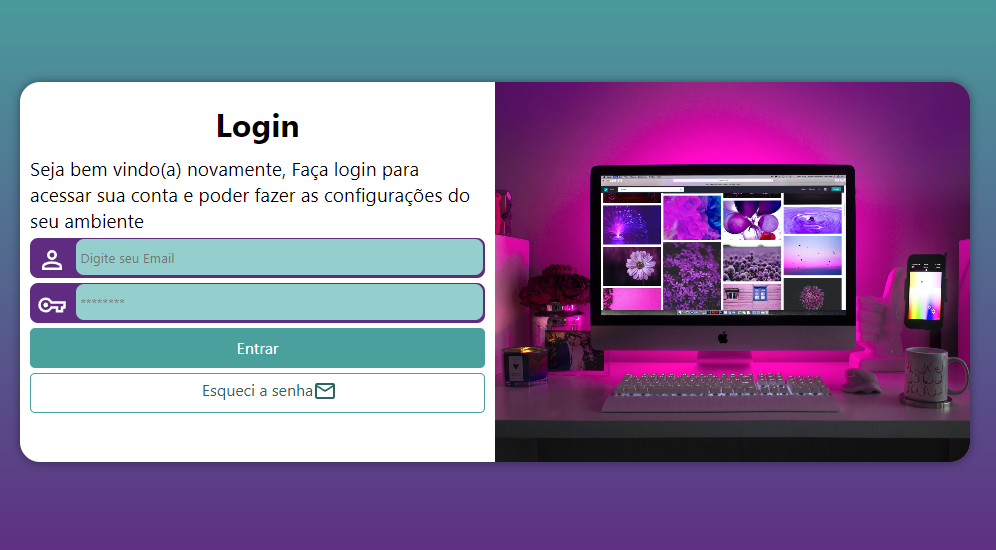 Login
Seja bem vindo(a) novamente, Faça login para
acessar sua conta e poder fazer as configurações do
seu ambiente
Digite seu Email
********
Entrar
Esqueci a senha